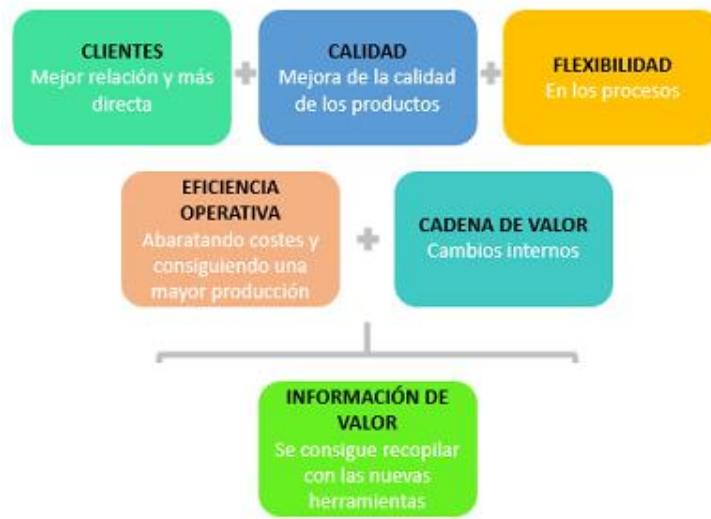 CLIENTES
Mejor relación y más
directa
CALIDAD
Mejora de la calidad
de los productos
FLEXIBILIDAD
En los procesos
EFICIENCIA
OPERATIVA
Abaratando costes y
consiguiendo una
mayor producción
CADENA DE VALOR
Cambios internos
INFORMACIÓN DE
VALOR
Se consigue recopilar
con las nuevas
herramientas